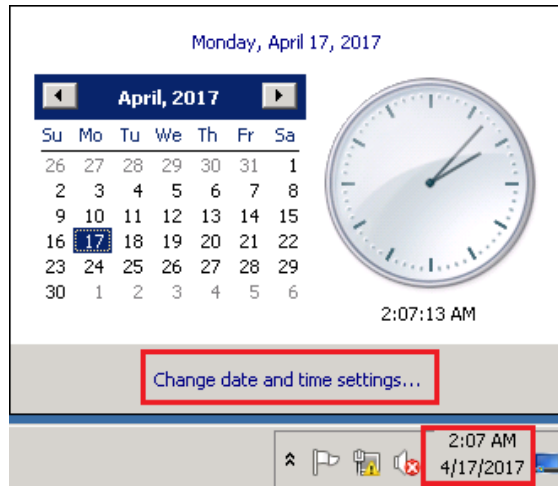 Monday, April 17, 2017
April, 2017
Su Mo Tu We Th Fr Sa
26 27 28 29 30 31 1
2 3 4 5 6 7 8
9 10 11 12 13 14 15
16 17 18 19 20 21 22
23 24 25 26 27 28 29
30 1 2 3 4 5 6
2:07:13 AM
Change date and time settings...
2:07 AM
4/17/2017